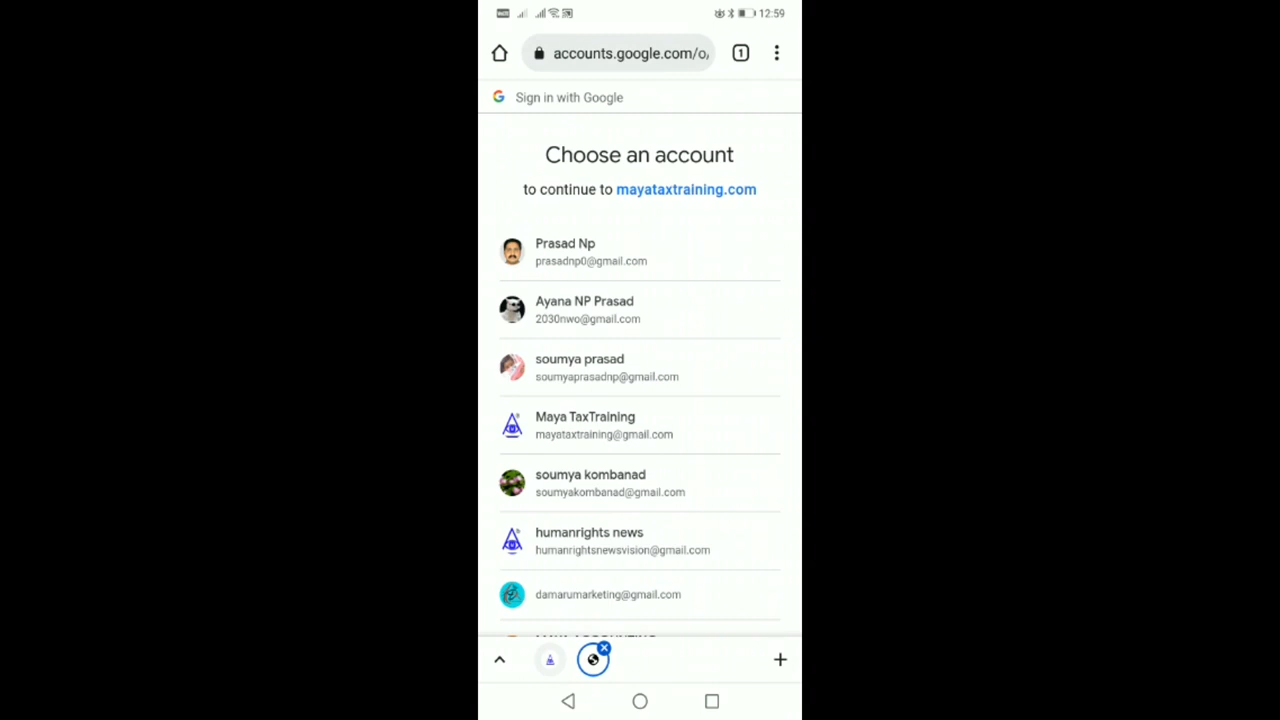 12:59
accounts.google.com/o/
1
Sign in with Google
Choose an account
to continue to mayataxtraining.com
Prasad Np
prasadnp0@gmail.com
Ayana NP Prasad
2030nwo@gmail.com
soumya prasad
soumyaprasadnp@gmail.com
Maya TaxTraining
mayataxtraining@gmail.com
soumya kombanad
soumyakombanad@gmail.com
humanrights news
humanrightsnewsvision@gmail.com
damarumarketing@gmail.com